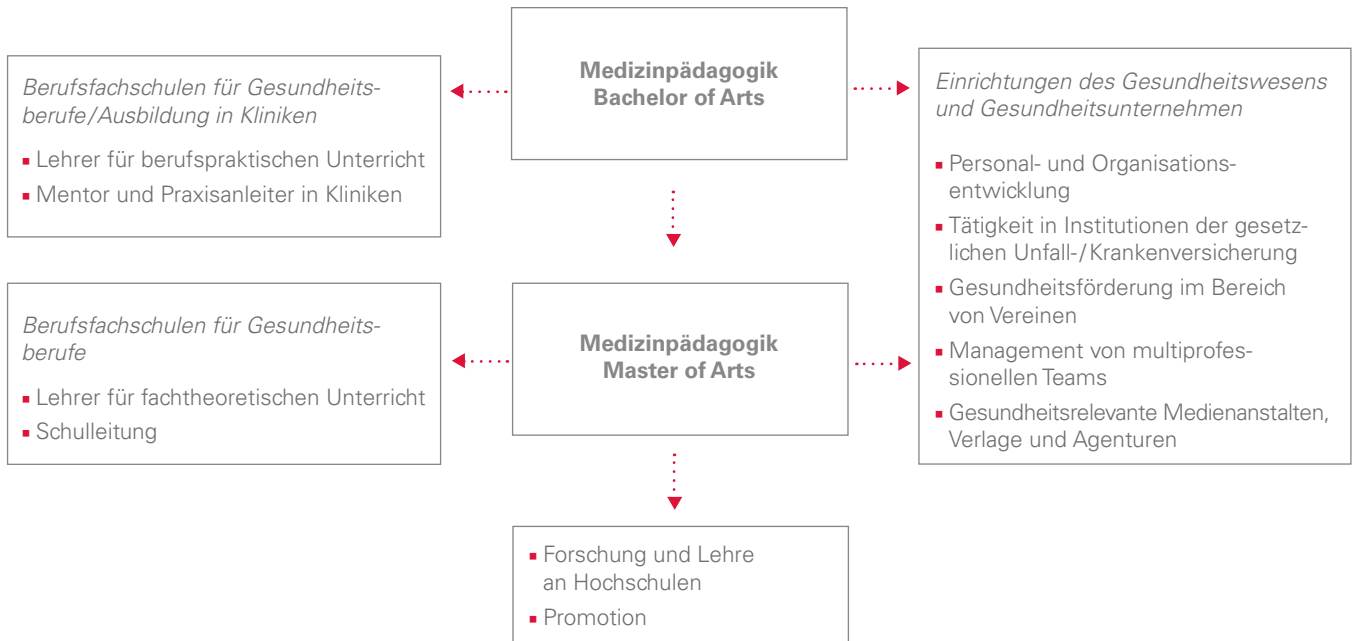 Medizinpädagogik
Bachelor of Arts
Berufsfachschulen für Gesundheits-
berufe/Ausbildung in Kliniken
▪ Lehrer für berufspraktischen Unterricht
▪ Mentor und Praxisanleiter in Kliniken
Einrichtungen des Gesundheitswesens
und Gesundheitsunternehmen
▪ Personal- und Organisations-
entwicklung
▪ Tätigkeit in Institutionen der gesetz-
lichen Unfall-/Krankenversicherung
▪ Gesundheitsförderung im Bereich
von Vereinen
▪ Management von multiprofes-
sionellen Teams
▪ Gesundheitsrelevante Medienanstalten,
Verlage und Agenturen
Berufsfachschulen für Gesundheits-
berufe
▪ Lehrer für fachtheoretischen Unterricht
▪ Schulleitung
Medizinpädagogik
Master of Arts
▪ Forschung und Lehre
an Hochschulen
▪ Promotion